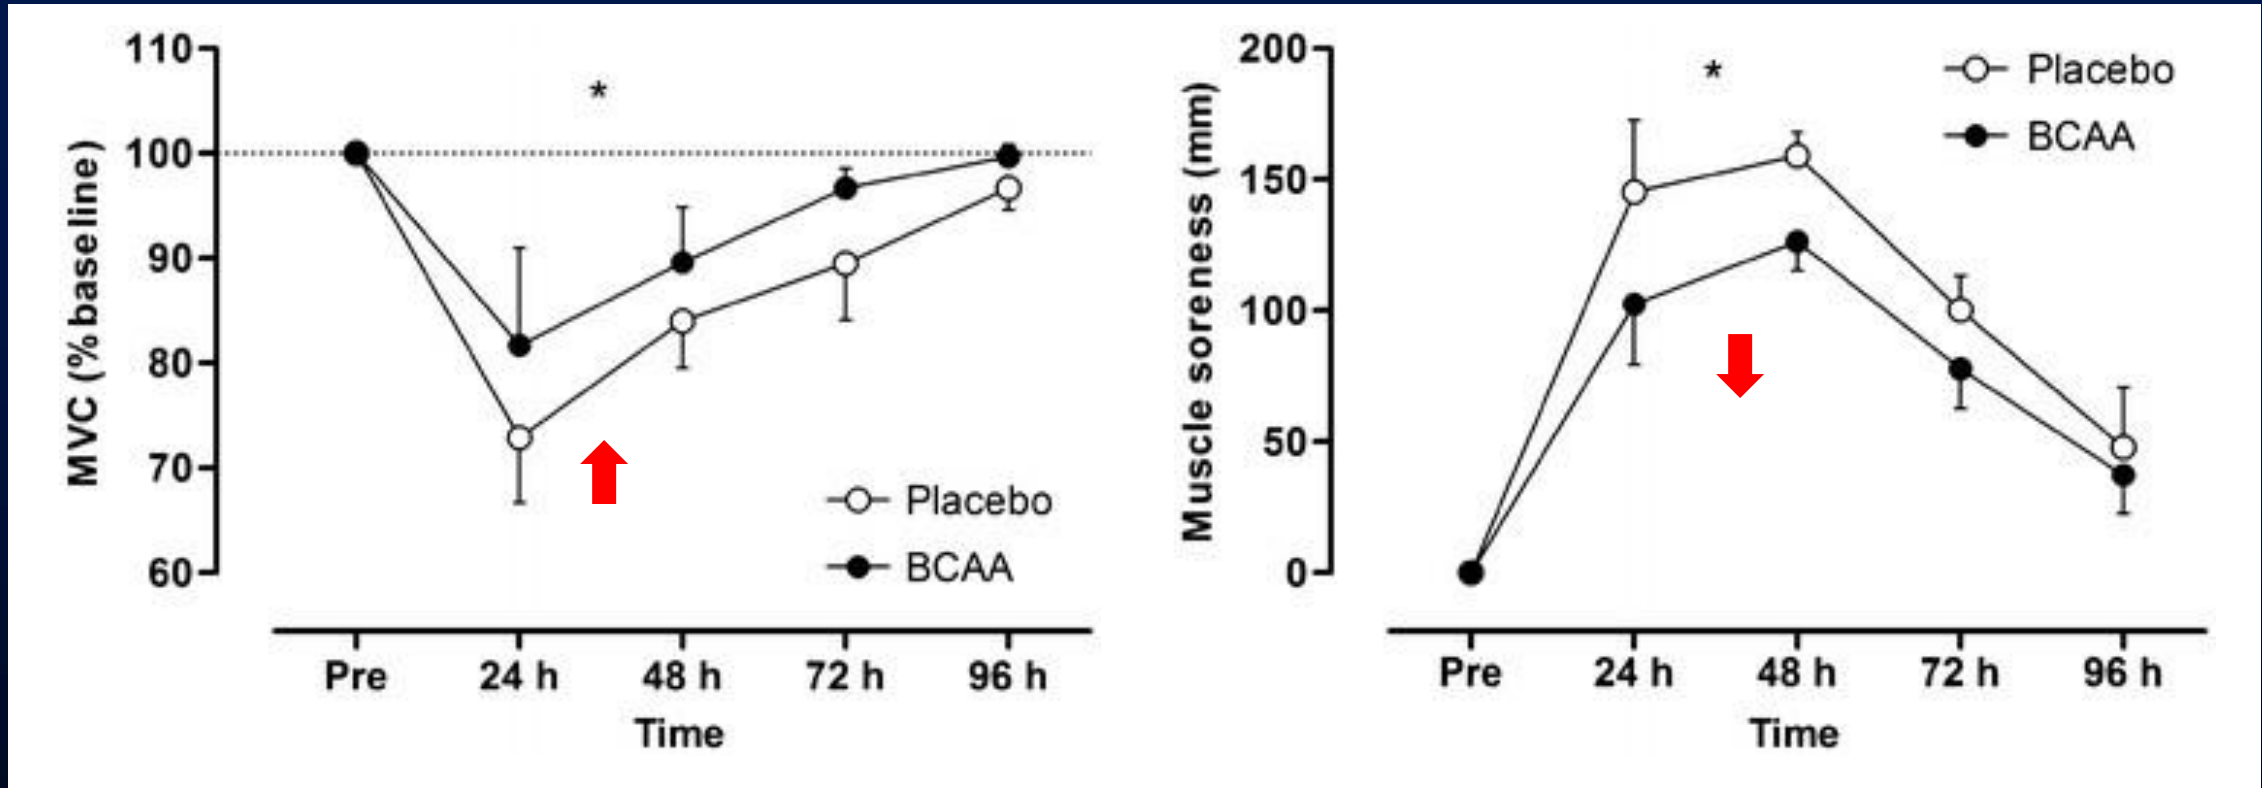 MVC (%baseline)
110
100
90
80
70
60
*
Placebo
BCAA
Pre 24 h 48 h 72 h 96 h
Time
Muscle soreness (mm)
200
150
100
50
0
*
Placebo
BCAA
Pre 24 h 48 h 72 h 96 h
Time